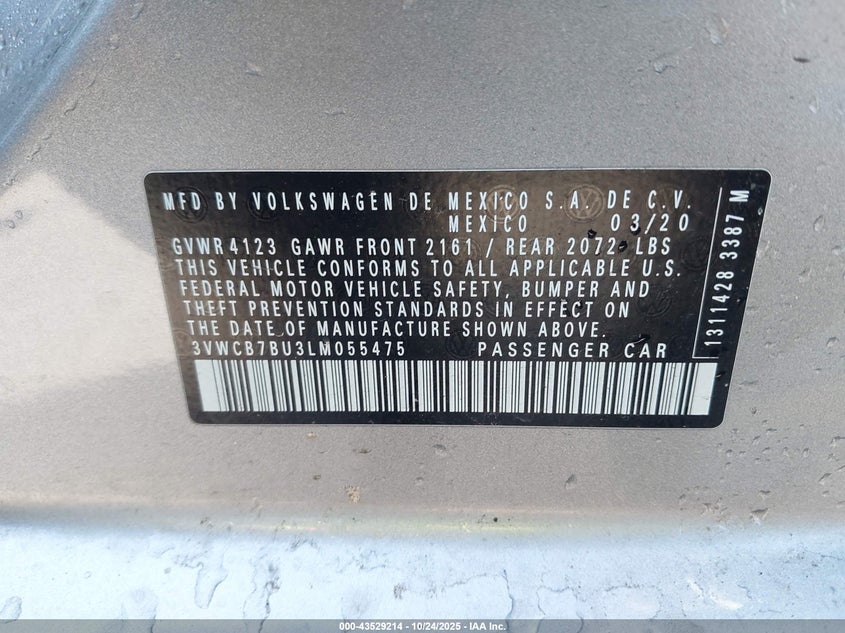 MFD BY VOLKSWAGEN DE MEXICO S.A. DE C.V.
MEXICO 03/20
GVWR 4123 GAWR FRONT 2161 / REAR 2072 LBS
THIS VEHICLE CONFORMS TO ALL APPLICABLE U.S.
FEDERAL MOTOR VEHICLE SAFETY, BUMPER AND
THEFT PREVENTION STANDARDS IN EFFECT ON
THE DATE OF MANUFACTURE SHOWN ABOVE.
3VWCB7BU3LM055475 PASSENGER CAR
1311428 3387 M
000-43529214 - 10/24/2025 - IAA Inc.